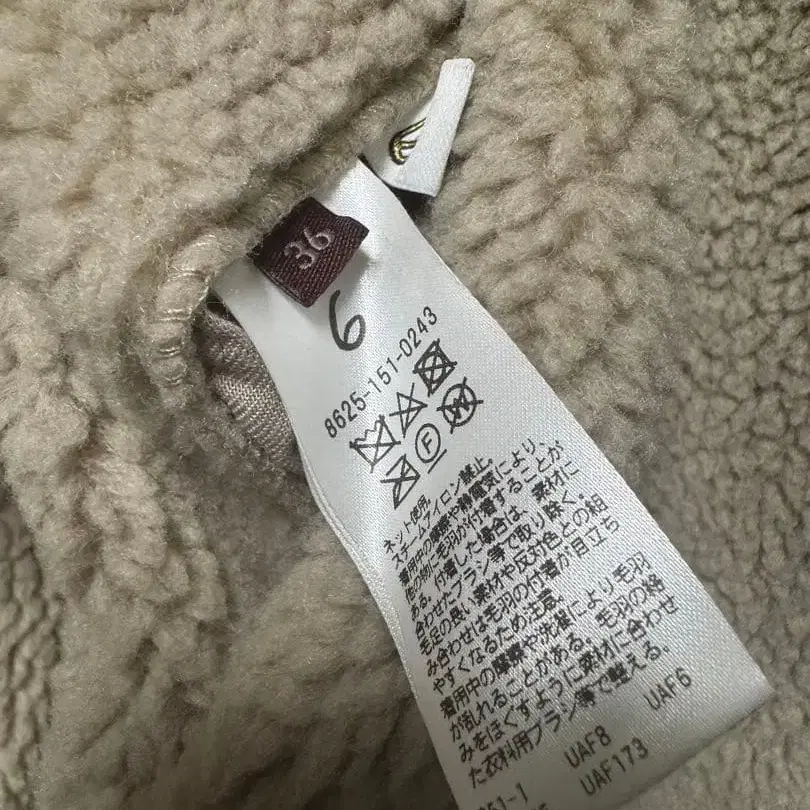 36
6
8625-151-0243
F
W
ネット使用
スチームアイロン禁止。
着用中の摩擦や静電気により、
他の物に毛羽が付着することが
ある。付着した場合は、素材に
合わせたブラシ等で取り除く。
毛足の長い素材や反対色との組
み合わせは毛羽の付着が目立ち
やすくなるため注意。
着用中の摩擦や洗濯により毛羽
が乱れることがある。毛羽の絡
みをほぐすように素材に合わせ
た衣料用ブラシ等で整える。
UAF8 UAF6
51-1 UAF173